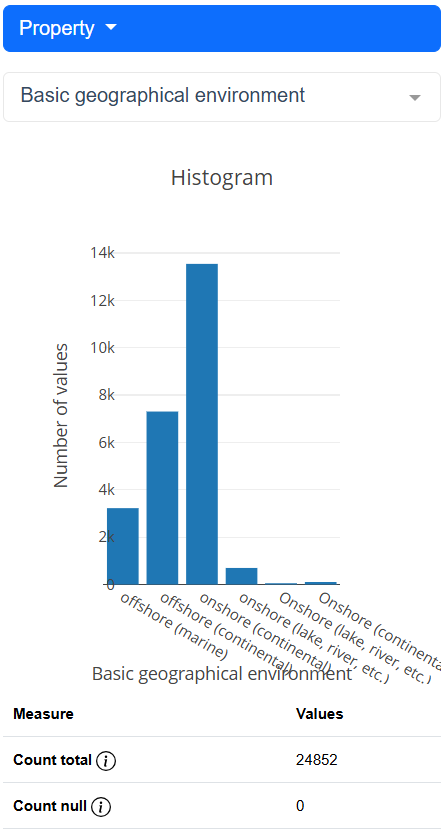 Property
Basic geographical environment
Histogram
14k
12k
10k
8k
6k
4k
2k
0
Number of values
offshore (marine)
offshore (continental)
onshore (continental)
onshore (lake, river, etc.)
Onshore (lake, river, etc.)
Onshore (continenta
Basic geographical environment
Measure Values
Count total i 24852
Count null i 0